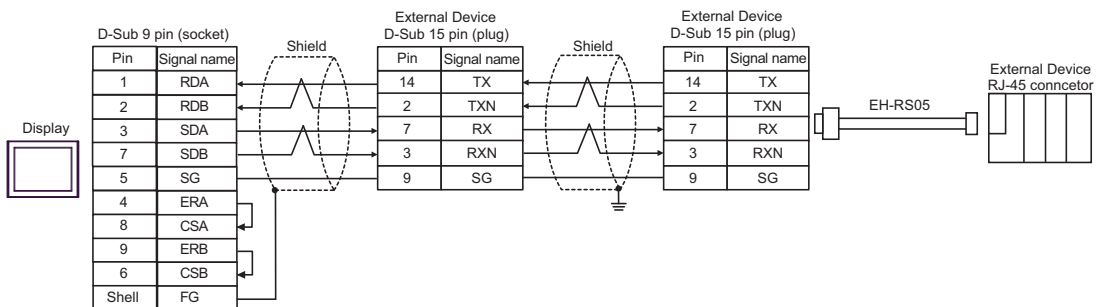 Display
D-Sub 9 pin (socket)
Pin Signal name
1 RDA
2 RDB
3 SDA
7 SDB
5 SG
4 ERA
8 CSA
9 ERB
6 CSB
Shell FG
Shield
External Device
D-Sub 15 pin (plug)
Pin Signal name
14 TX
2 TXN
7 RX
3 RXN
9 SG
Shield
External Device
D-Sub 15 pin (plug)
Pin Signal name
14 TX
2 TXN
7 RX
3 RXN
9 SG
EH-RS05
External Device
RJ-45 conncetor